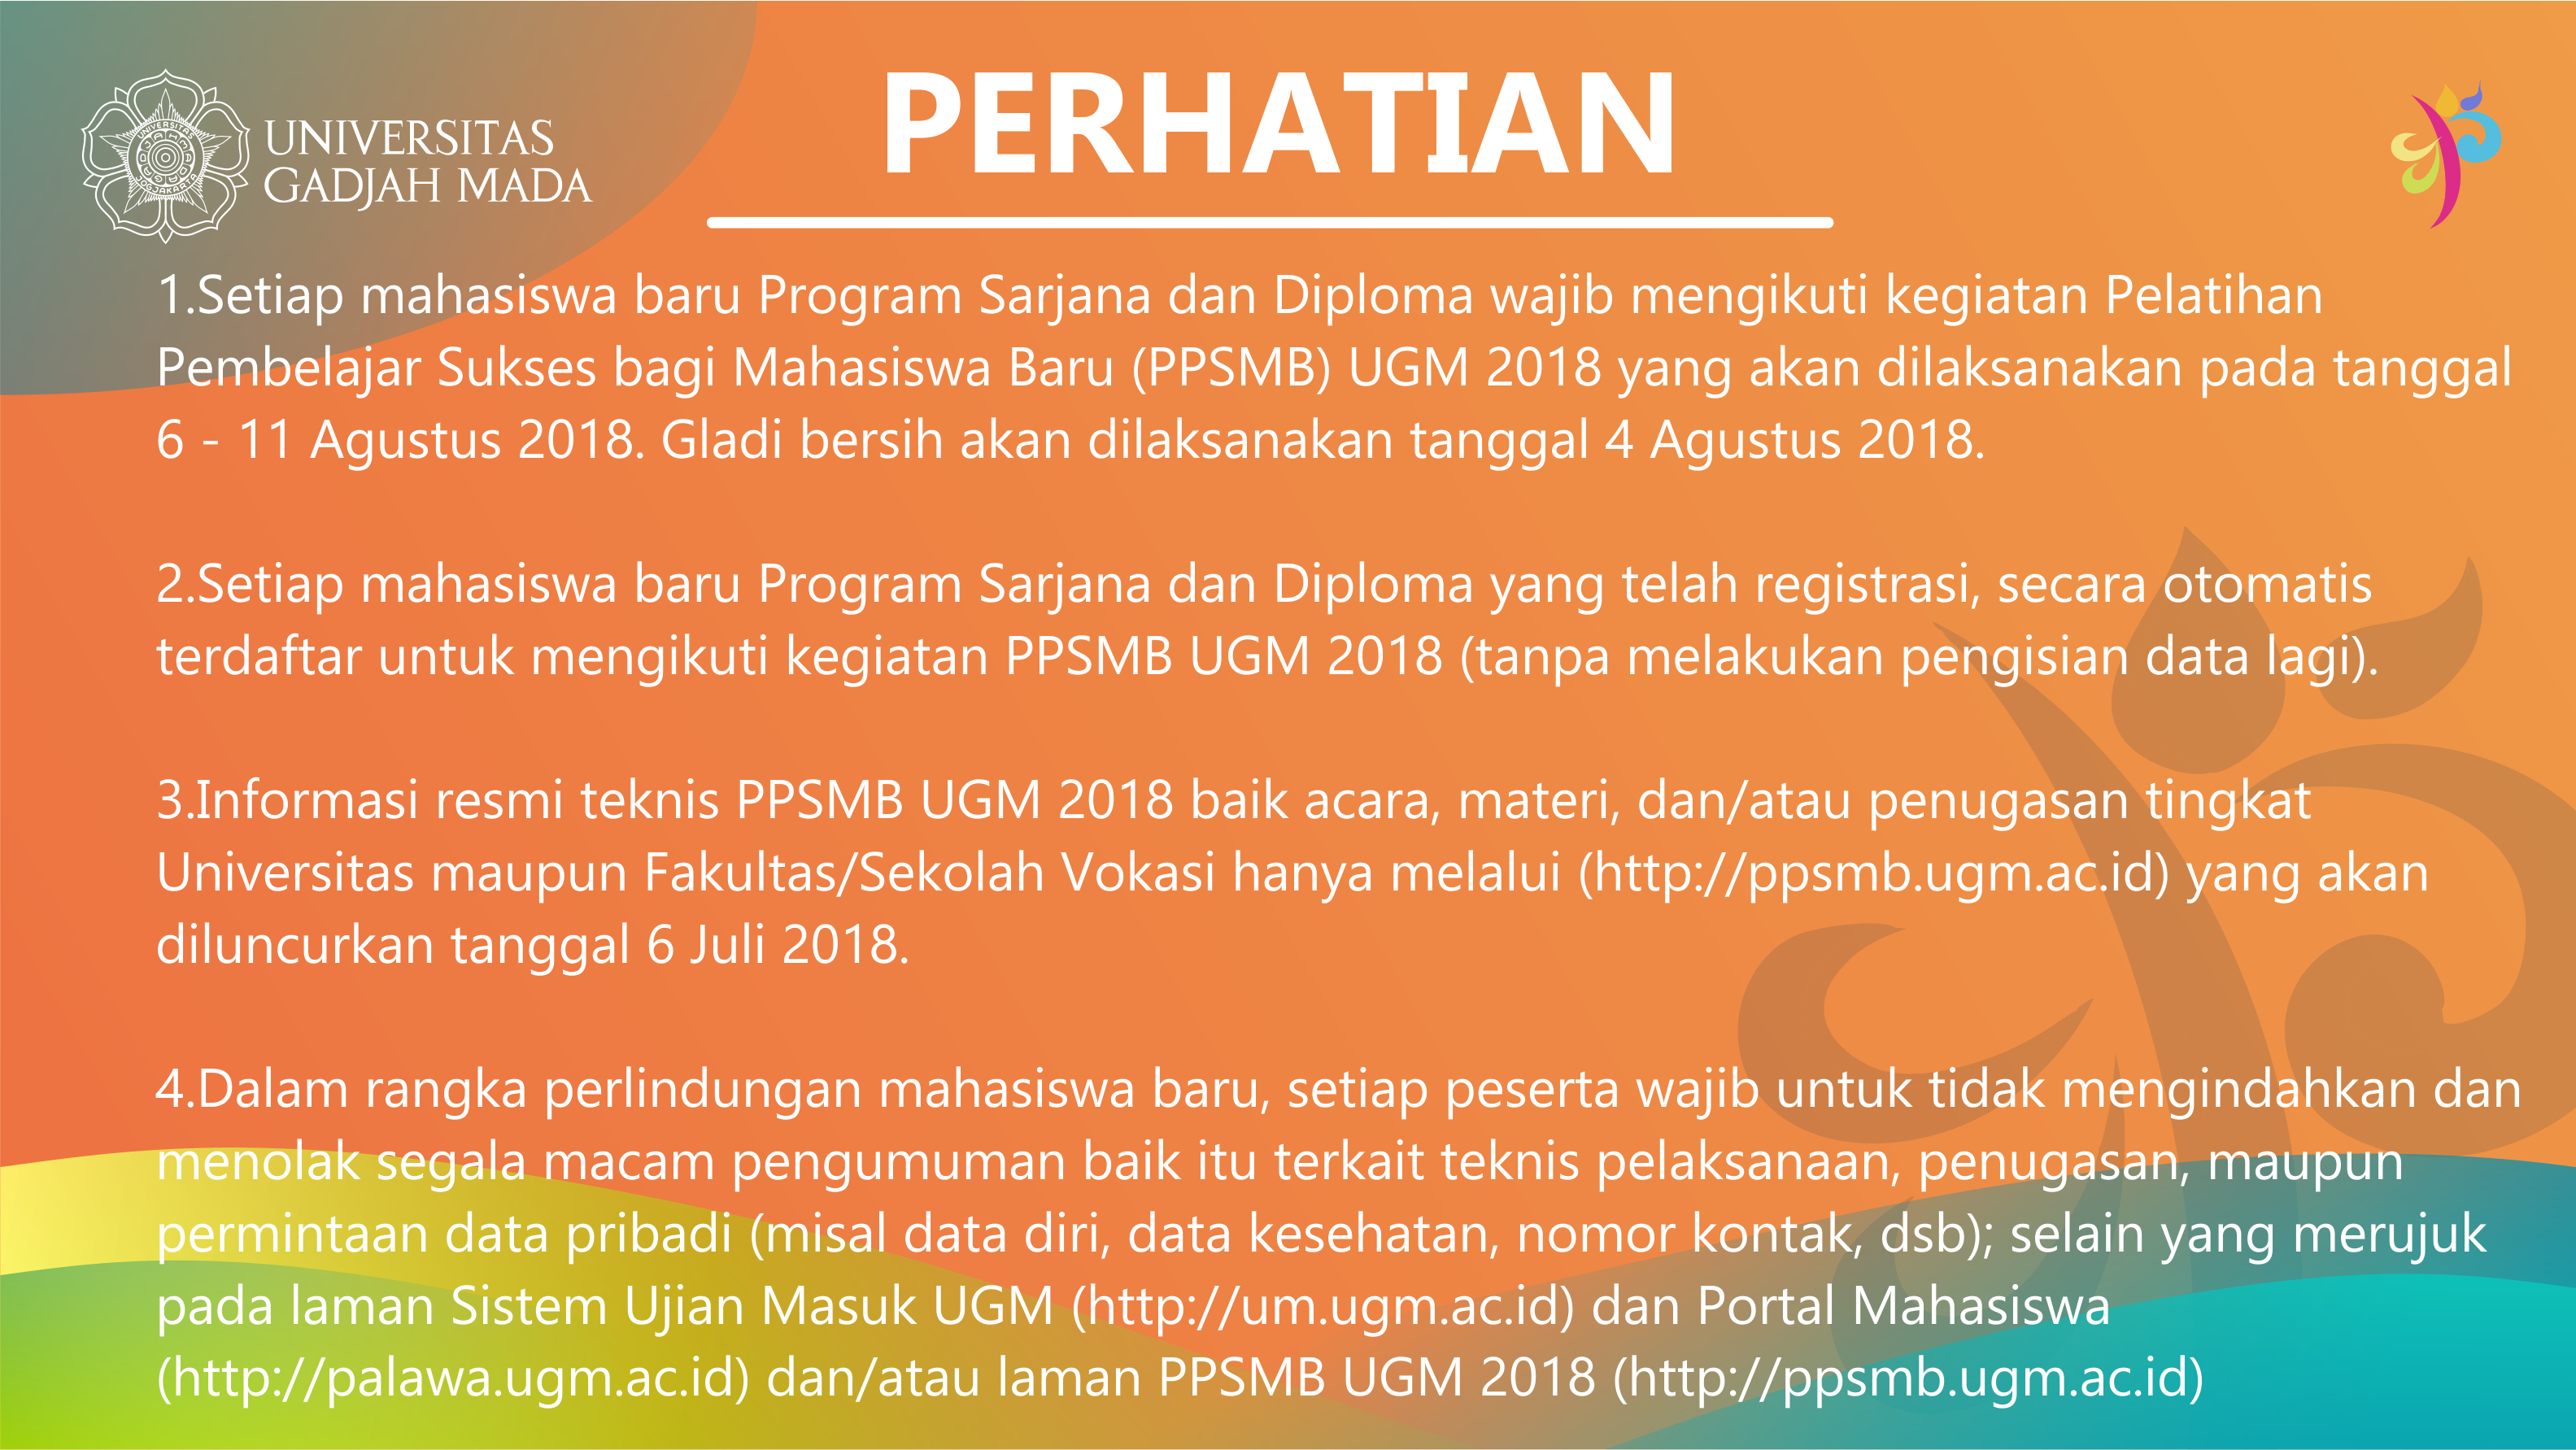 UNIVERSITAS
GADJAH MADA
PERHATIAN
1.Setiap mahasiswa baru Program Sarjana dan Diploma wajib mengikuti kegiatan Pelatihan
Pembelajar Sukses bagi Mahasiswa Baru (PPSMB) UGM 2018 yang akan dilaksanakan pada tanggal
6 - 11 Agustus 2018. Gladi bersih akan dilaksanakan tanggal 4 Agustus 2018.
2.Setiap mahasiswa baru Program Sarjana dan Diploma yang telah registrasi, secara otomatis
terdaftar untuk mengikuti kegiatan PPSMB UGM 2018 (tanpa melakukan pengisian data lagi).
3.Informasi resmi teknis PPSMB UGM 2018 baik acara, materi, dan/atau penugasan tingkat
Universitas maupun Fakultas/Sekolah Vokasi hanya melalui (http://ppsmb.ugm.ac.id) yang akan
diluncurkan tanggal 6 Juli 2018.
4.Dalam rangka perlindungan mahasiswa baru, setiap peserta wajib untuk tidak mengindahkan dan
menolak segala macam pengumuman baik itu terkait teknis pelaksanaan, penugasan, maupun
permintaan data pribadi (misal data diri, data kesehatan, nomor kontak, dsb); selain yang merujuk
pada laman Sistem Ujian Masuk UGM (http://um.ugm.ac.id) dan Portal Mahasiswa
(http://palawa.ugm.ac.id) dan/atau laman PPSMB UGM 2018 (http://ppsmb.ugm.ac.id)